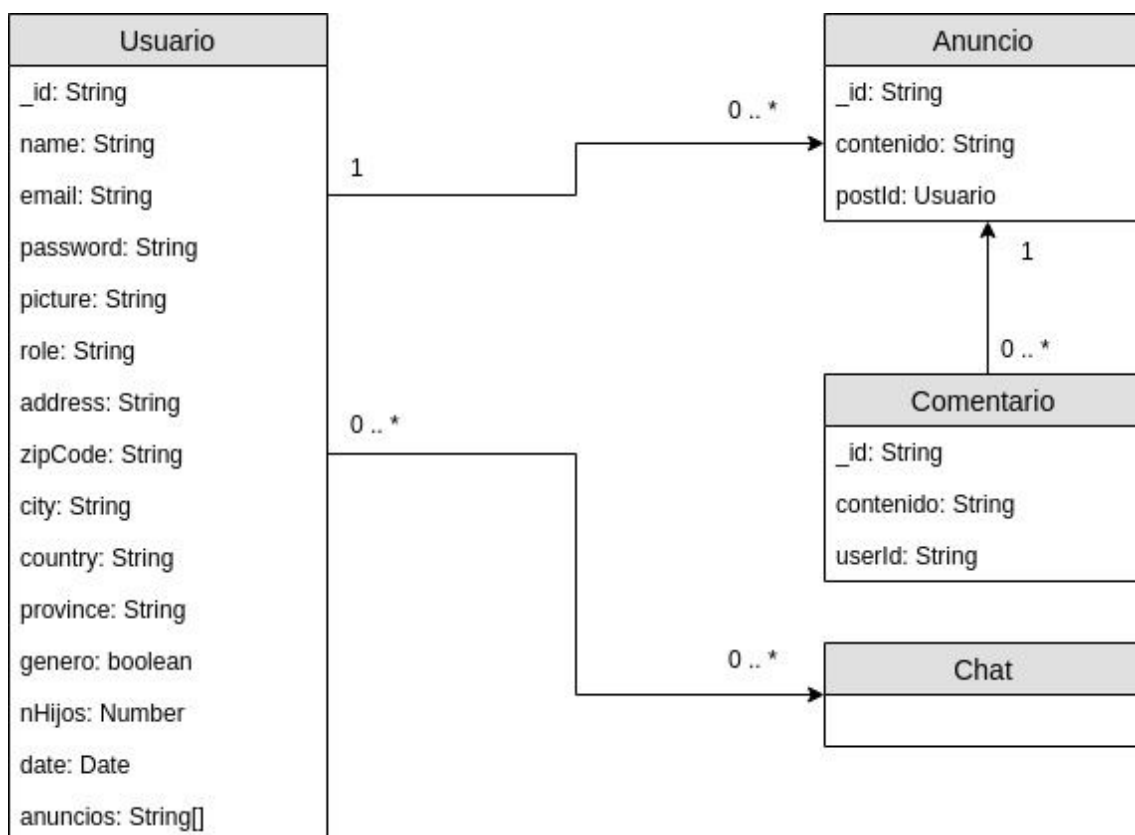 Usuario
_id: String
name: String
email: String
password: String
picture: String
role: String
address: String
zipCode: String
city: String
country: String
province: String
genero: boolean
nHijos: Number
date: Date
anuncios: String[]
1
0 .. *
0 .. *
0 .. *
Anuncio
_id: String
contenido: String
postId: Usuario
1
0 .. *
Comentario
_id: String
contenido: String
userId: String
Chat